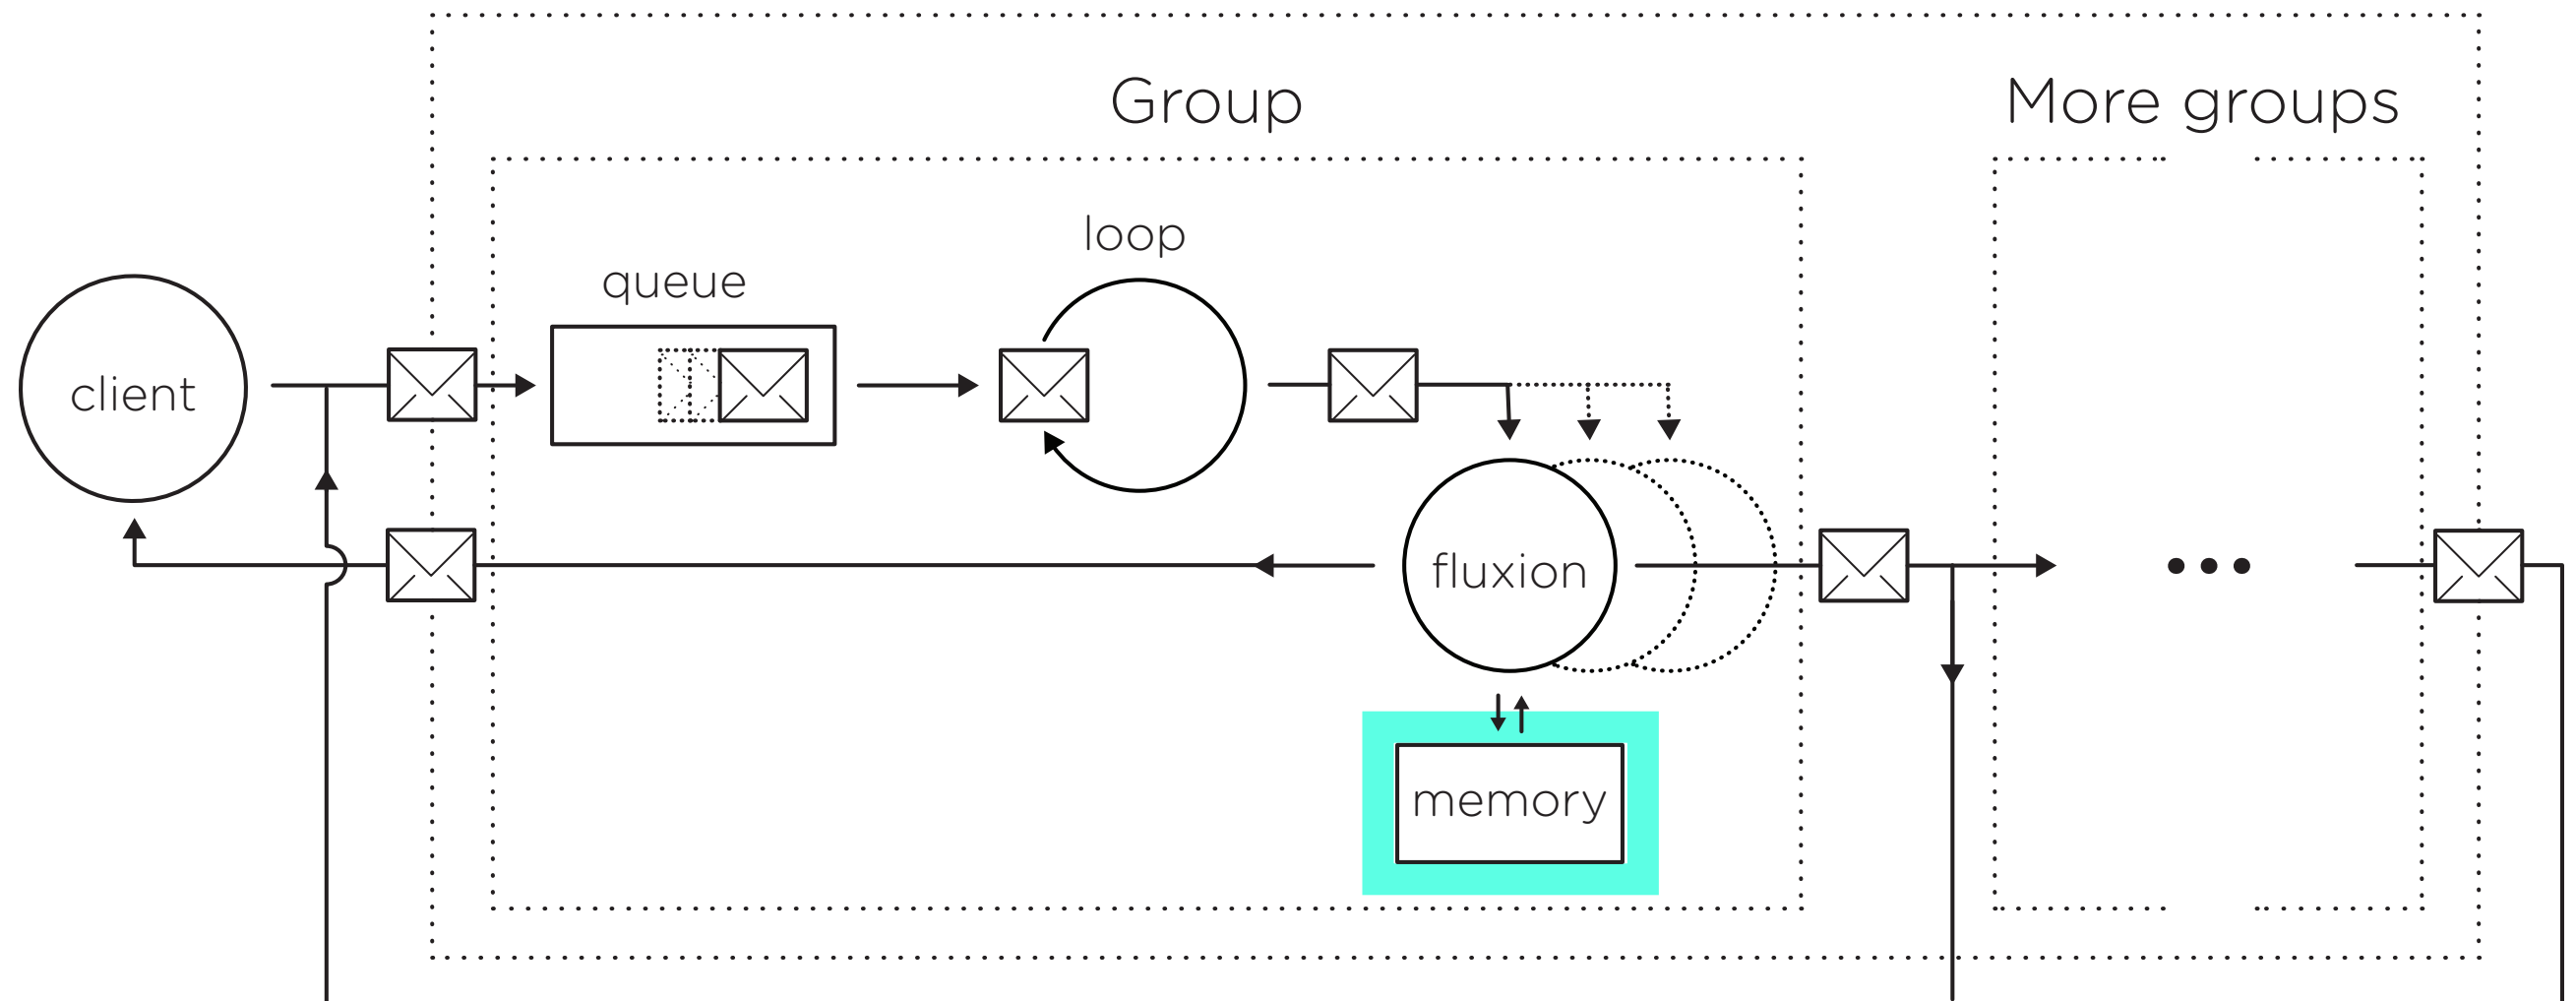 Group
More groups
loop
queue
client
fluxion
memory